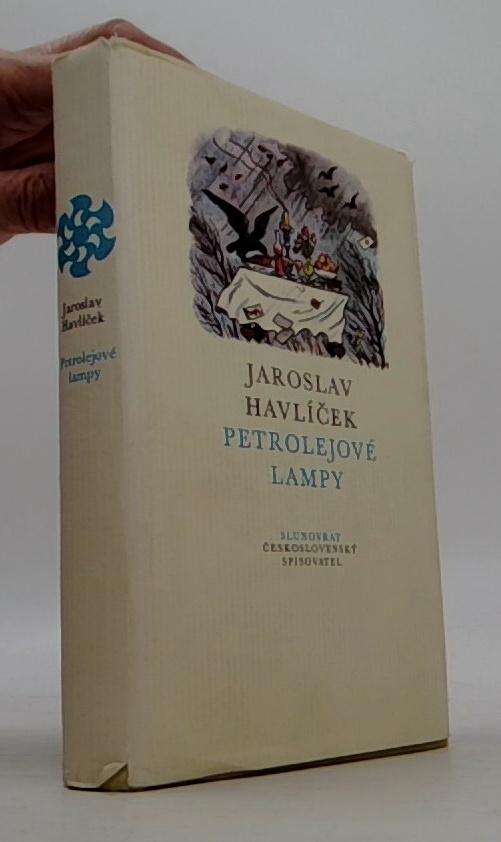 Jaroslav
Havlíček
Petrolejové
lampy
JAROSLAV
HAVLÍČEK
PETROLEJOVÉ
LAMPY
SLUNOVRAT
ČESKOSLOVENSKÝ
SPISOVATEL